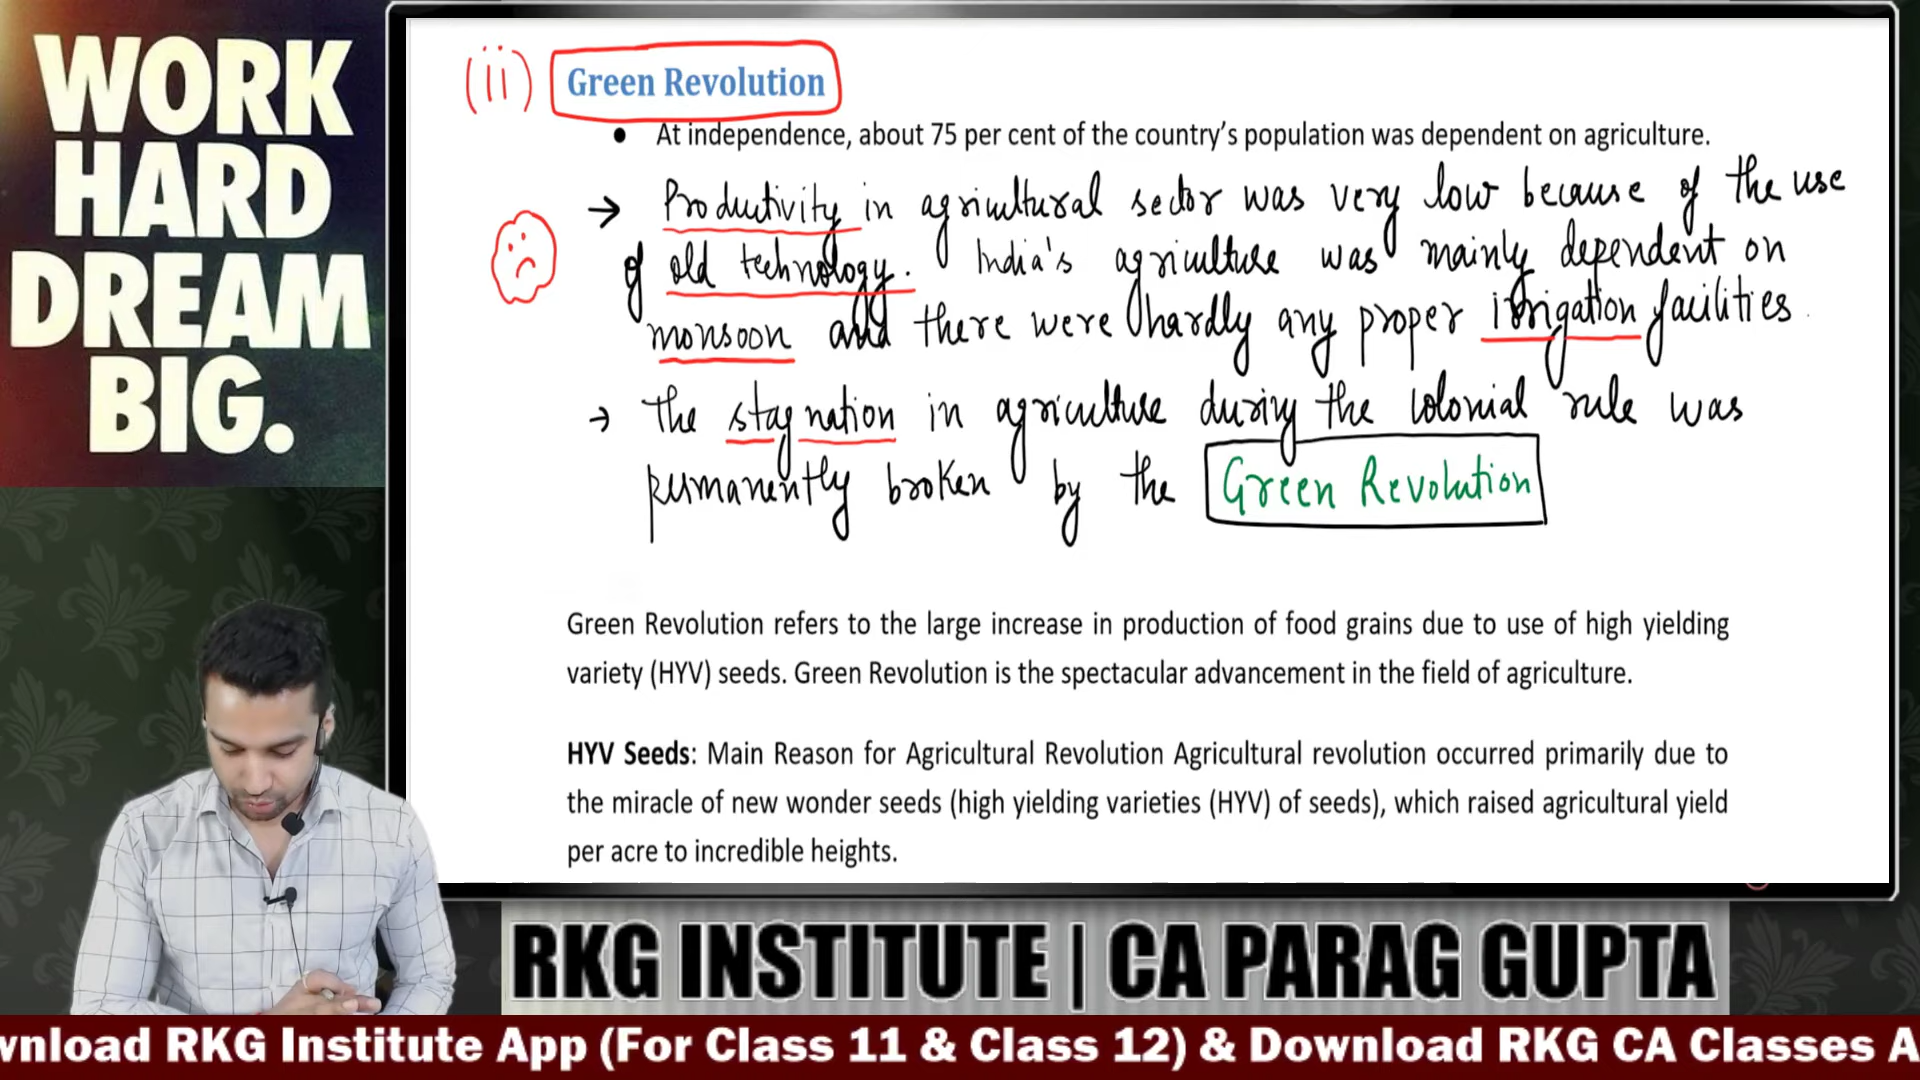 WORK
HARD
DREAM
BIG.
(ii) Green Revolution
• At independence, about 75 per cent of the country's population was dependent on agriculture.
→ Productivity in agricultural sector was very low because of the use
of old technology. India's agriculture was mainly dependent on
monsoon and there were hardly any proper irrigation facilities.
→ The stagnation in agriculture during the colonial rule was
permanently broken by the Green Revolution
Green Revolution refers to the large increase in production of food grains due to use of high yielding
variety (HYV) seeds. Green Revolution is the spectacular advancement in the field of agriculture.
HYV Seeds: Main Reason for Agricultural Revolution Agricultural revolution occurred primarily due to
the miracle of new wonder seeds (high yielding varieties (HYV) of seeds), which raised agricultural yield
per acre to incredible heights.
RKG INSTITUTE | CA PARAG GUPTA
wnload RKG Institute App (For Class 11 & Class 12) & Download RKG CA Classes A